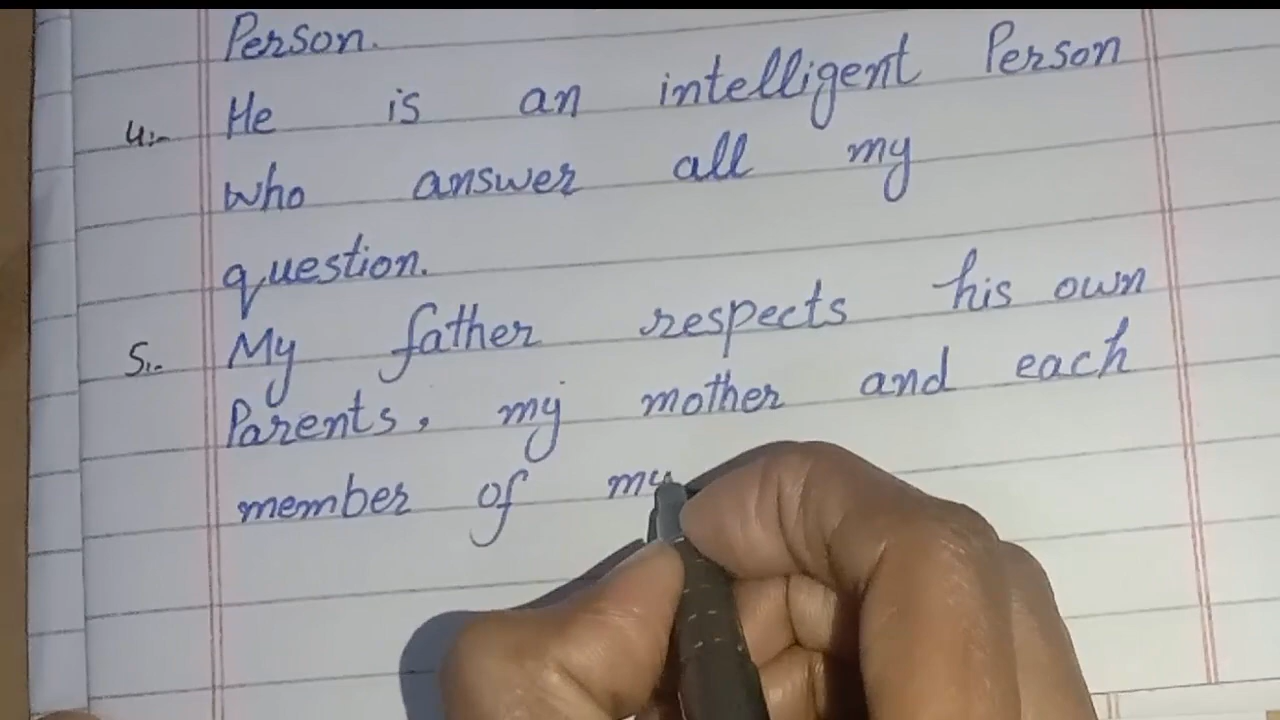 Person.
4:- He is an intelligent Person
who answer all my
question.
5:- My father respects his own
Parents, my mother and each
member of my